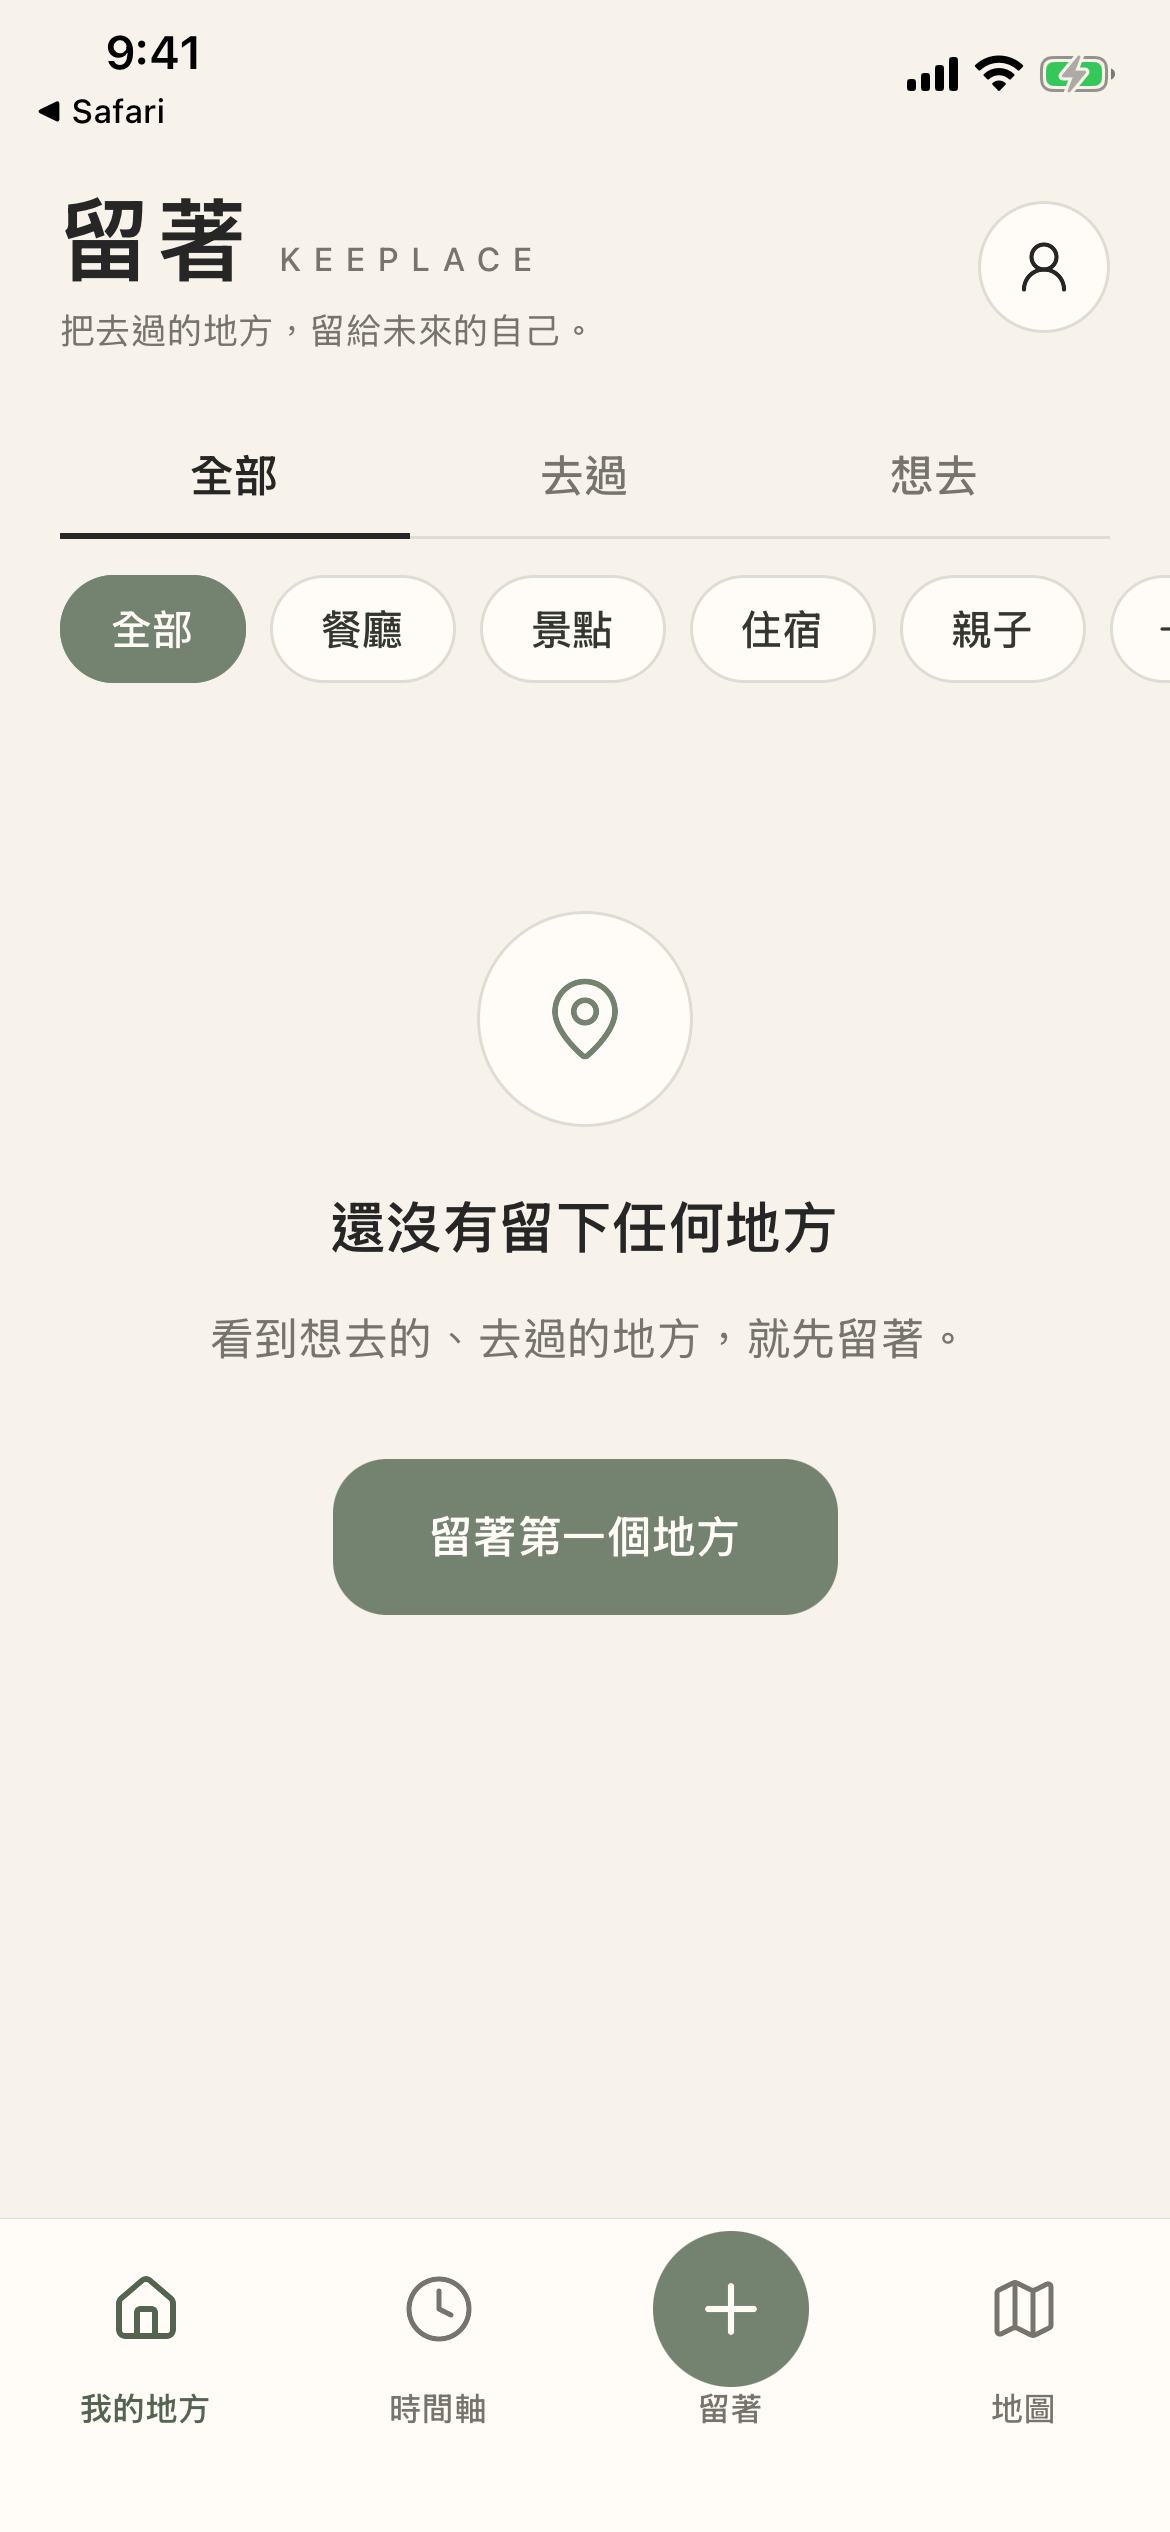 9:41
Safari
留著 KEEPLACE
把去過的地方，留給未來的自己。
全部 去過 想去
全部 餐廳 景點 住宿 親子
還沒有留下任何地方
看到想去的、去過的地方，就先留著。
留著第一個地方
我的地方 時間軸 留著 地圖